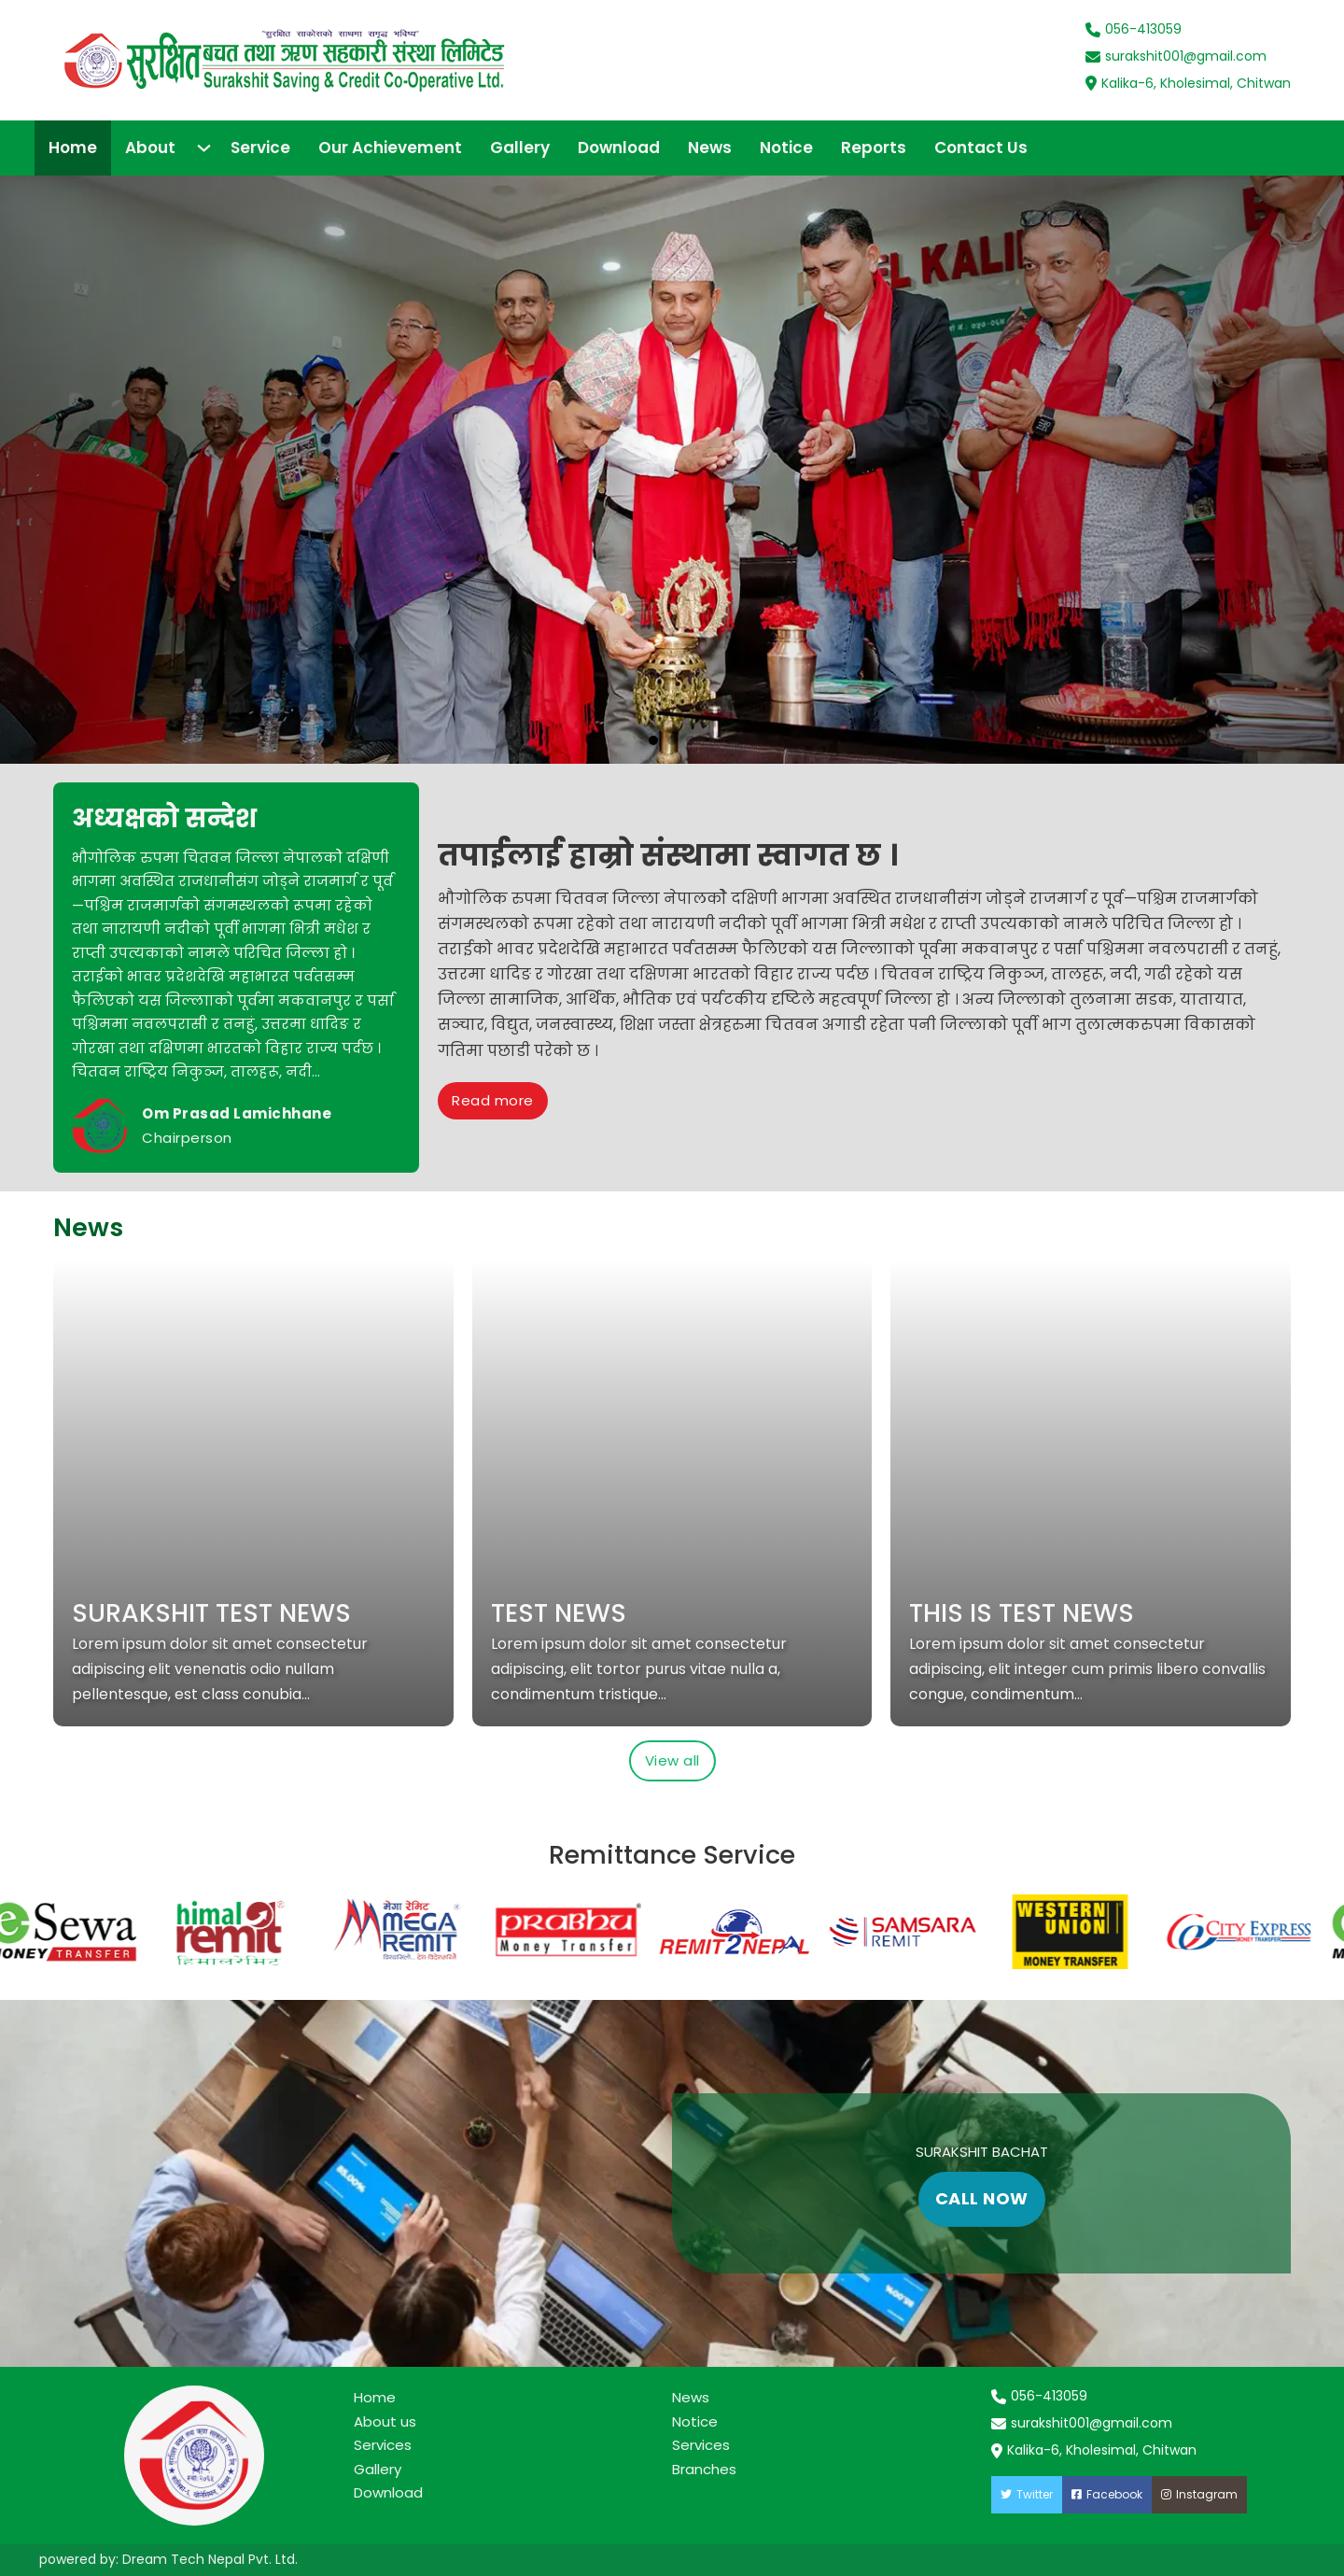 "सुरक्षित साकोसको साथमा समृद्ध भविष्य"
सुरक्षित बचत तथा ऋण सहकारी संस्था लिमिटेड
Surakshit Saving & Credit Co-Operative Ltd.
056-413059
surakshit001@gmail.com
Kalika-6, Kholesimal, Chitwan
Home About Service Our Achievement Gallery Download News Notice Reports Contact Us
अध्यक्षको सन्देश
भौगोलिक रुपमा चितवन जिल्ला नेपालको दक्षिणी
भागमा अवस्थित राजधानीसंग जोड्ने राजमार्ग र पूर्व
—पश्चिम राजमार्गको संगमस्थलको रूपमा रहेको
तथा नारायणी नदीको पूर्वी भागमा भित्री मधेश र
राप्ती उपत्यकाको नामले परिचित जिल्ला हो ।
तराईको भावर प्रदेशदेखि महाभारत पर्वतसम्म
फैलिएको यस जिल्लााको पूर्वमा मकवानपुर र पर्सा
पश्चिममा नवलपरासी र तनहुं, उत्तरमा धादिङ र
गोरखा तथा दक्षिणमा भारतको विहार राज्य पर्दछ ।
चितवन राष्ट्रिय निकुञ्ज, तालहरू, नदी...
Om Prasad Lamichhane
Chairperson
तपाईलाई हाम्रो संस्थामा स्वागत छ ।
भौगोलिक रुपमा चितवन जिल्ला नेपालको दक्षिणी भागमा अवस्थित राजधानीसंग जोड्ने राजमार्ग र पूर्व—पश्चिम राजमार्गको
संगमस्थलको रूपमा रहेको तथा नारायणी नदीको पूर्वी भागमा भित्री मधेश र राप्ती उपत्यकाको नामले परिचित जिल्ला हो ।
तराईको भावर प्रदेशदेखि महाभारत पर्वतसम्म फैलिएको यस जिल्लााको पूर्वमा मकवानपुर र पर्सा पश्चिममा नवलपरासी र तनहुं,
उत्तरमा धादिङ र गोरखा तथा दक्षिणमा भारतको विहार राज्य पर्दछ । चितवन राष्ट्रिय निकुञ्ज, तालहरू, नदी, गढी रहेको यस
जिल्ला सामाजिक, आर्थिक, भौतिक एवं पर्यटकीय दृष्टिले महत्वपूर्ण जिल्ला हो । अन्य जिल्लाको तुलनामा सडक, यातायात,
सञ्चार, विद्युत, जनस्वास्थ्य, शिक्षा जस्ता क्षेत्रहरुमा चितवन अगाडी रहेता पनी जिल्लाको पूर्वी भाग तुलात्मकरुपमा विकासको
गतिमा पछाडी परेको छ ।
Read more
News
SURAKSHIT TEST NEWS
Lorem ipsum dolor sit amet consectetur
adipiscing elit venenatis odio nullam
pellentesque, est class conubia...
TEST NEWS
Lorem ipsum dolor sit amet consectetur
adipiscing, elit tortor purus vitae nulla a,
condimentum tristique...
THIS IS TEST NEWS
Lorem ipsum dolor sit amet consectetur
adipiscing, elit integer cum primis libero convallis
congue, condimentum...
View all
Remittance Service
eSewa
MONEY TRANSFER
himal
remit
हिमालरेमिट
मेगा रेमिट
MEGA
REMIT
prabhu
Money Transfer
REMIT2NEPAL
SAMSARA
REMIT
WESTERN
UNION
MONEY TRANSFER
CITY EXPRESS
MONEY TRANSFER
SURAKSHIT BACHAT
CALL NOW
Home
About us
Services
Gallery
Download
News
Notice
Services
Branches
056-413059
surakshit001@gmail.com
Kalika-6, Kholesimal, Chitwan
Twitter Facebook Instagram
powered by: Dream Tech Nepal Pvt. Ltd.